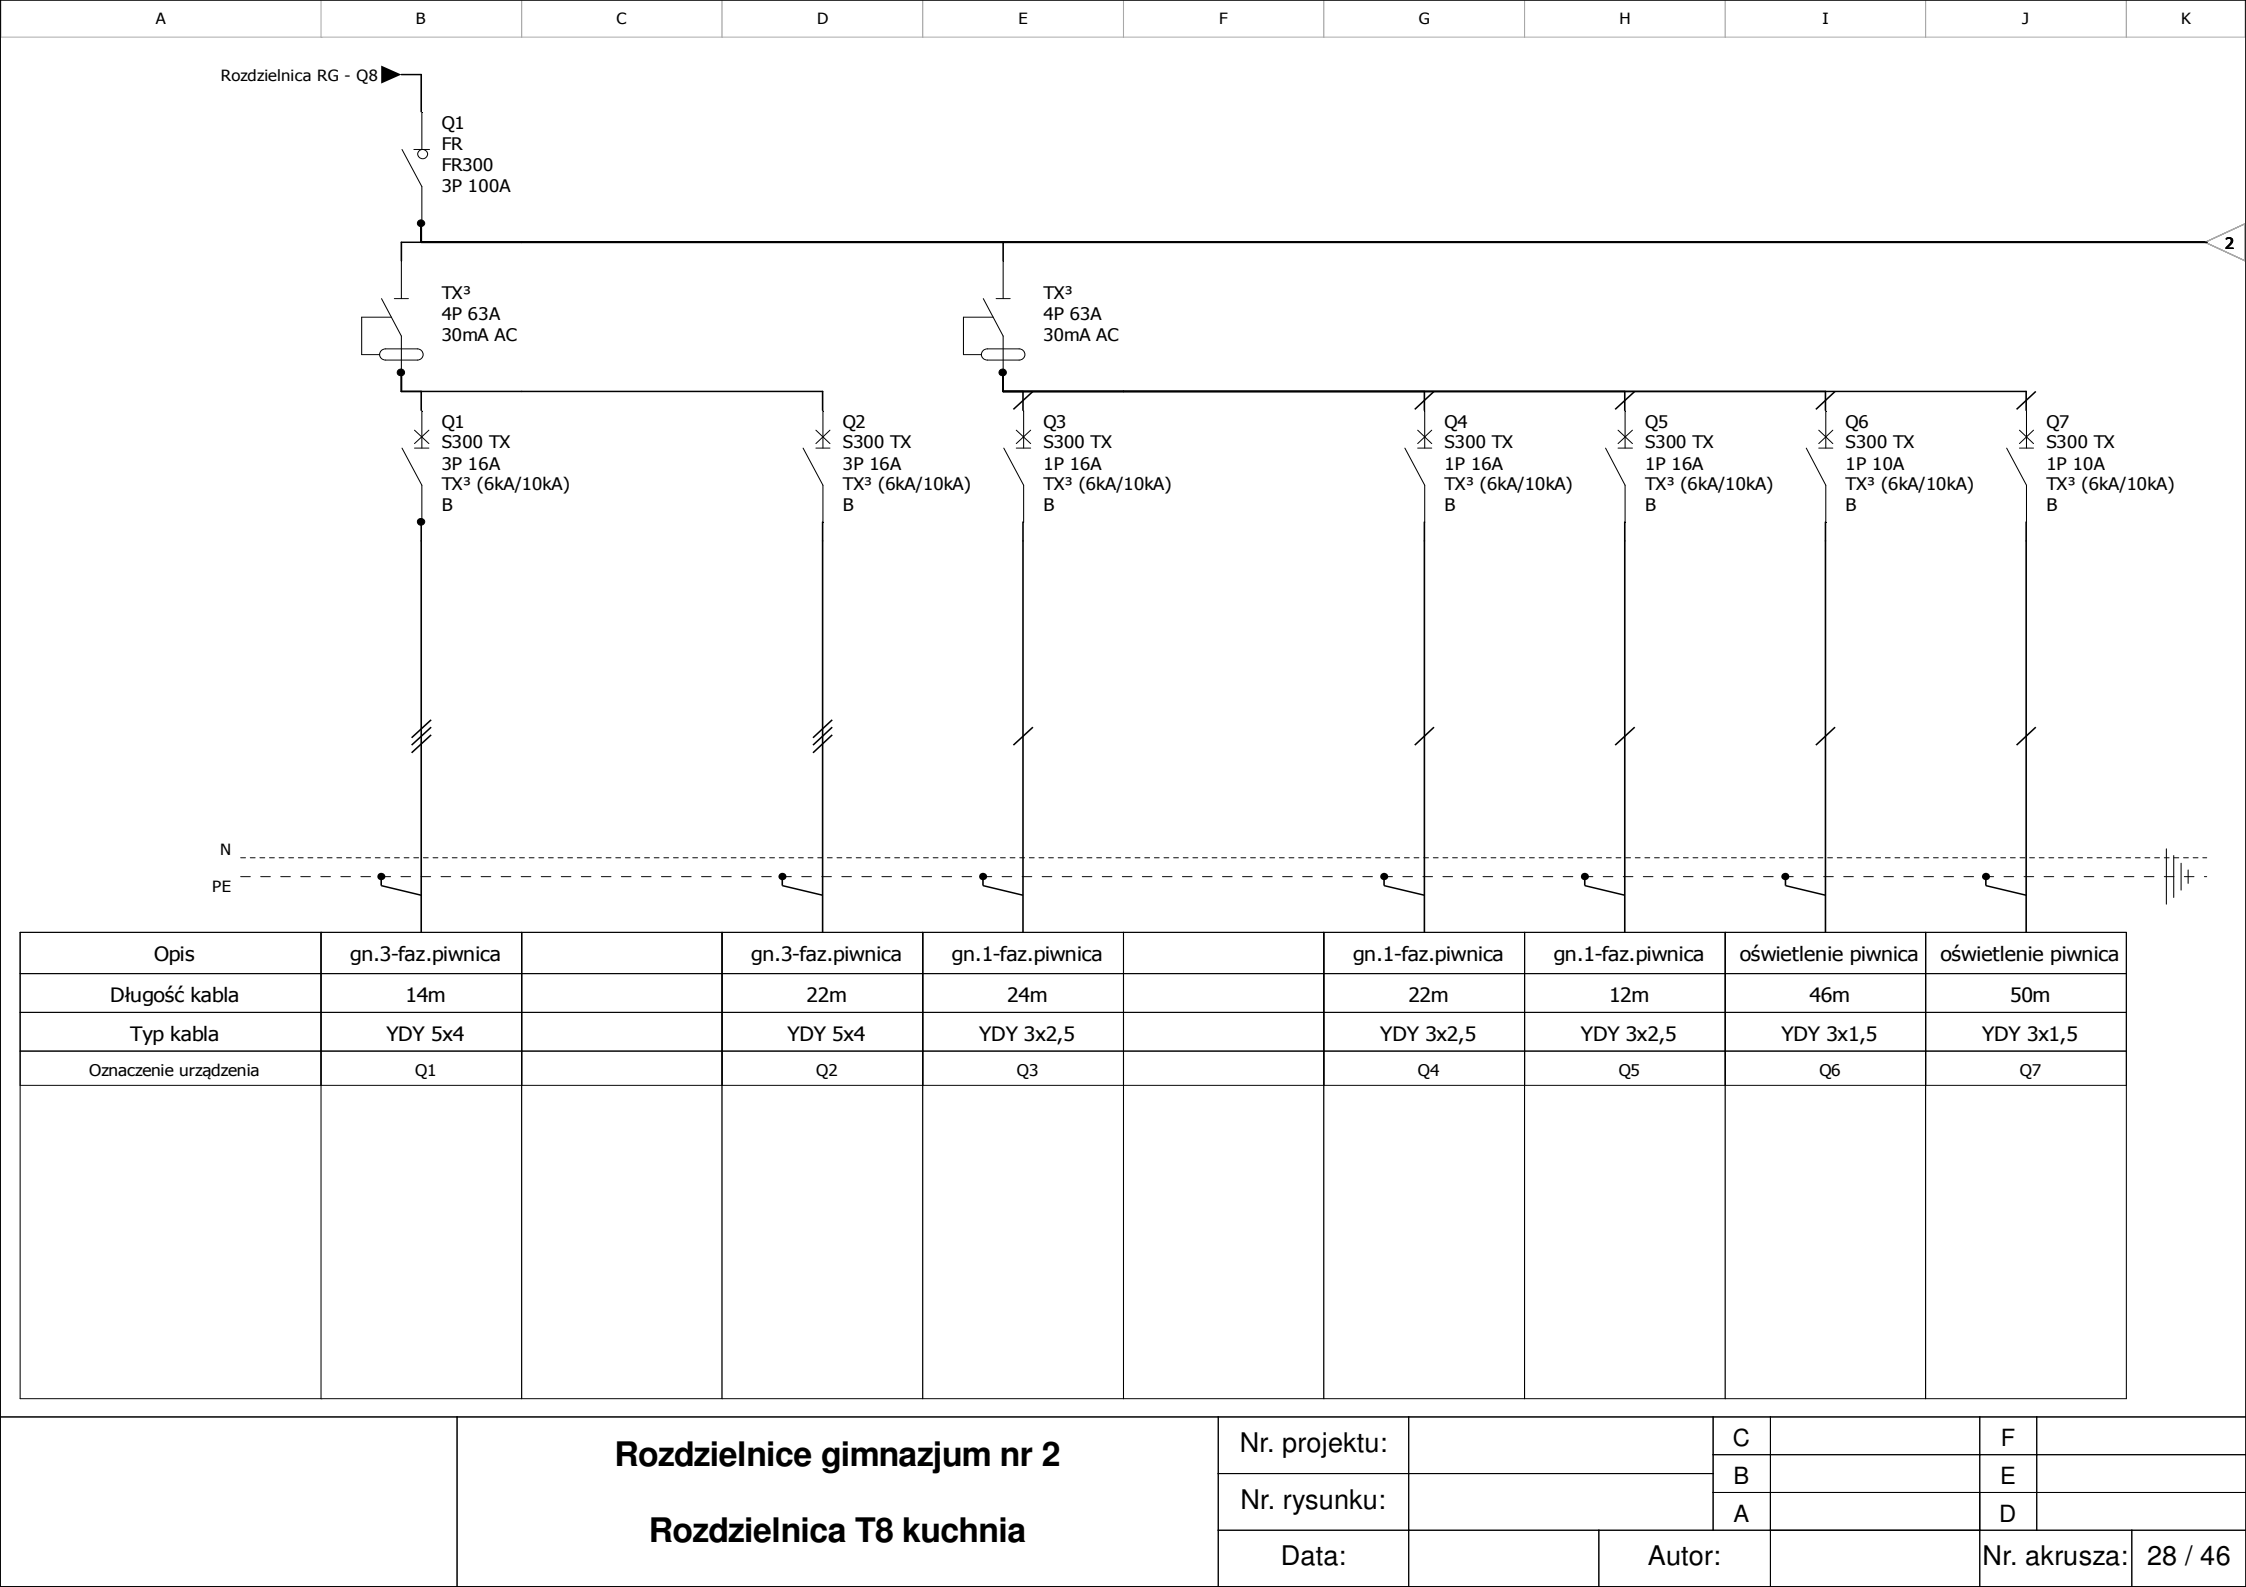 A B C D E F G H I J K
Rozdzielnica RG - Q8
Q1
FR
FR300
3P 100A
2
TX³
4P 63A
30mA AC
TX³
4P 63A
30mA AC
Q1
S300 TX
3P 16A
TX³ (6kA/10kA)
B
Q2
S300 TX
3P 16A
TX³ (6kA/10kA)
B
Q3
S300 TX
1P 16A
TX³ (6kA/10kA)
B
Q4
S300 TX
1P 16A
TX³ (6kA/10kA)
B
Q5
S300 TX
1P 16A
TX³ (6kA/10kA)
B
Q6
S300 TX
1P 10A
TX³ (6kA/10kA)
B
Q7
S300 TX
1P 10A
TX³ (6kA/10kA)
B
N
PE
Opis gn.3-faz.piwnica gn.3-faz.piwnica gn.1-faz.piwnica gn.1-faz.piwnica gn.1-faz.piwnica oświetlenie piwnica oświetlenie piwnica
Długość kabla 14m 22m 24m 22m 12m 46m 50m
Typ kabla YDY 5x4 YDY 5x4 YDY 3x2,5 YDY 3x2,5 YDY 3x2,5 YDY 3x1,5 YDY 3x1,5
Oznaczenie urządzenia Q1 Q2 Q3 Q4 Q5 Q6 Q7
Rozdzielnice gimnazjum nr 2
Rozdzielnica T8 kuchnia
Nr. projektu:
Nr. rysunku:
C F
B E
A D
Data: Autor: Nr. akrusza: 28 / 46